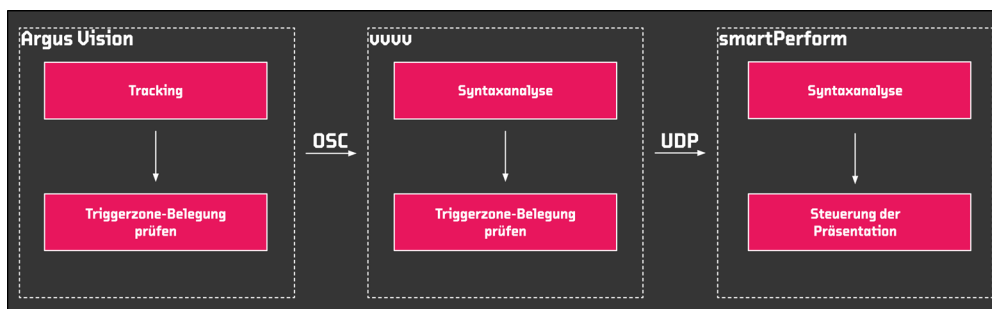 Argus Vision
Tracking
Triggerzone-Belegung
prüfen
OSC
vvvv
Syntaxanalyse
Triggerzone-Belegung
prüfen
UDP
smartPerform
Syntaxanalyse
Steuerung der
Präsentation